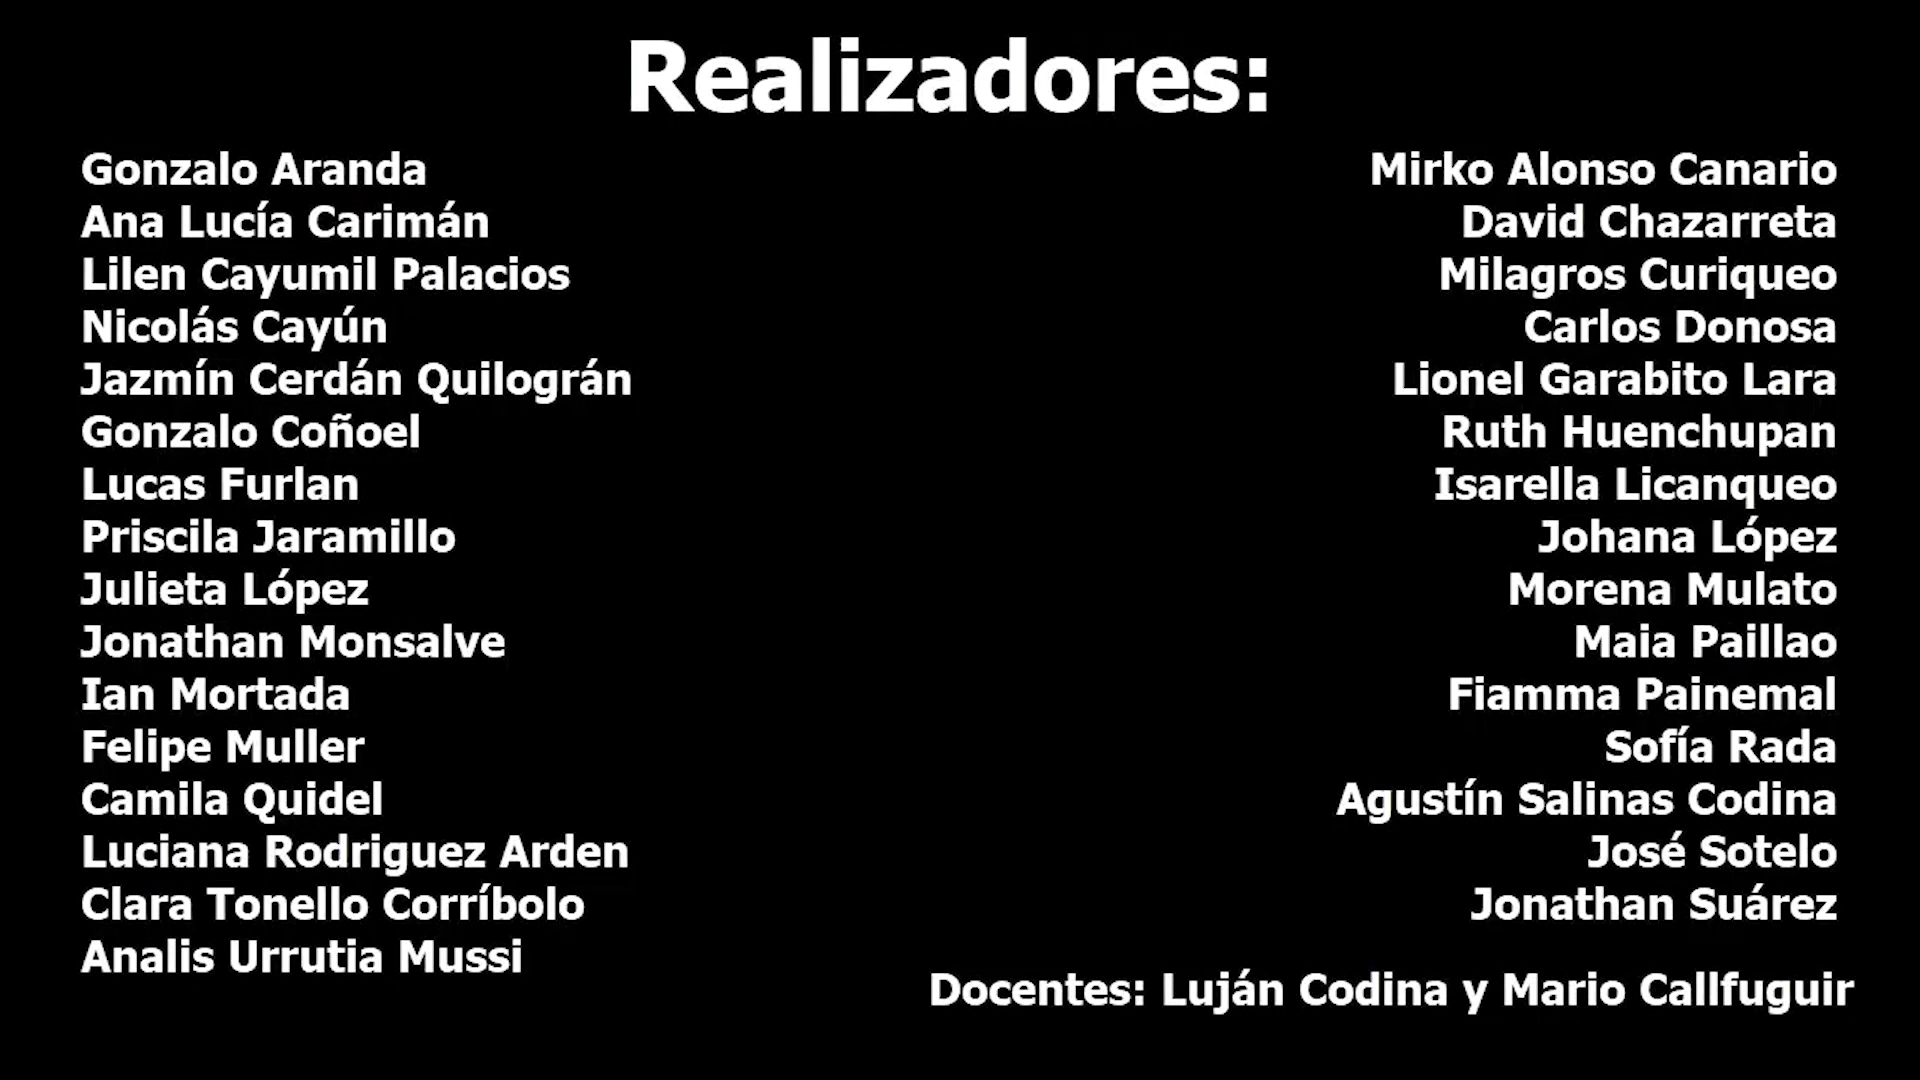 Realizadores:
Gonzalo Aranda
Ana Lucía Carimán
Lilen Cayumil Palacios
Nicolás Cayún
Jazmín Cerdán Quilográn
Gonzalo Coñoel
Lucas Furlan
Priscila Jaramillo
Julieta López
Jonathan Monsalve
Ian Mortada
Felipe Muller
Camila Quidel
Luciana Rodriguez Arden
Clara Tonello Corríbolo
Analis Urrutia Mussi
Mirko Alonso Canario
David Chazarreta
Milagros Curiqueo
Carlos Donosa
Lionel Garabito Lara
Ruth Huenchupan
Isarella Licanqueo
Johana López
Morena Mulato
Maia Paillao
Fiamma Painemal
Sofía Rada
Agustín Salinas Codina
José Sotelo
Jonathan Suárez
Docentes: Luján Codina y Mario Callfuguir